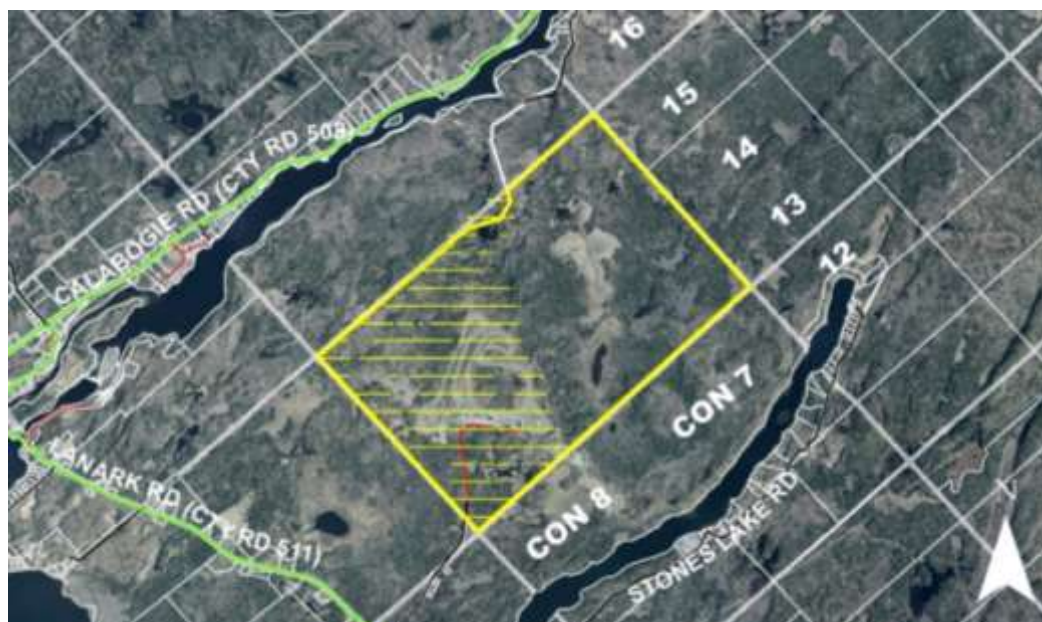 16
15
14
13
12
CALABOGIE RD (CTY RD 508)
CON 7
CON 8
LANARK RD (CTY RD 511)
STONES LAKE RD